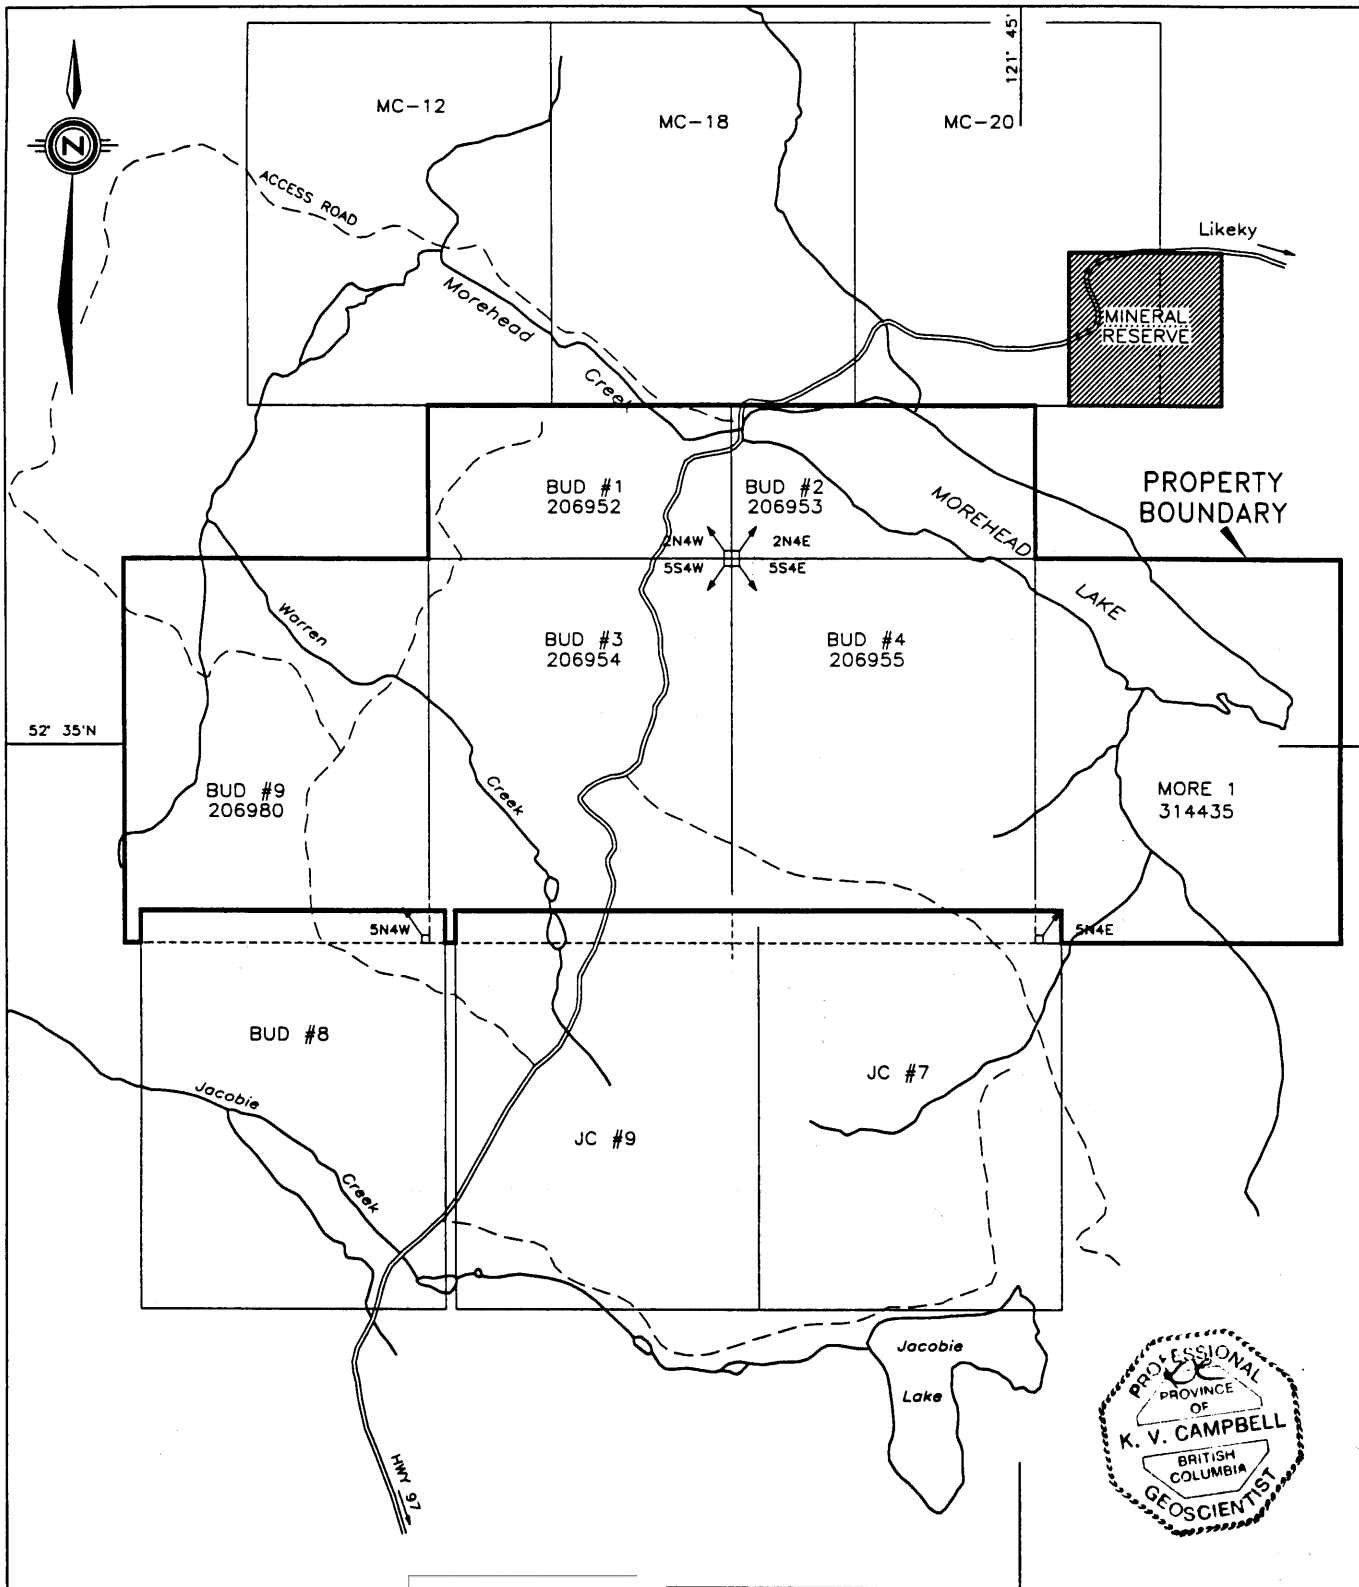 121° 45'
MC-12
MC-18
MC-20
N
ACCESS ROAD
Likeky
Morehead
Creek
MINERAL
RESERVE
PROPERTY
BOUNDARY
BUD #1
206952
BUD #2
206953
MOREHEAD
LAKE
2N4W
2N4E
5S4W
5S4E
Warren
Creek
BUD #3
206954
BUD #4
206955
52° 35'N
BUD #9
206980
MORE 1
314435
5N4W
5N4E
BUD #8
JC #7
Jacobie
Creek
JC #9
Jacobie
Lake
HWY 97
PROFESSIONAL
PROVINCE
OF
K. V. CAMPBELL
BRITISH
COLUMBIA
GEOSCIENTIST